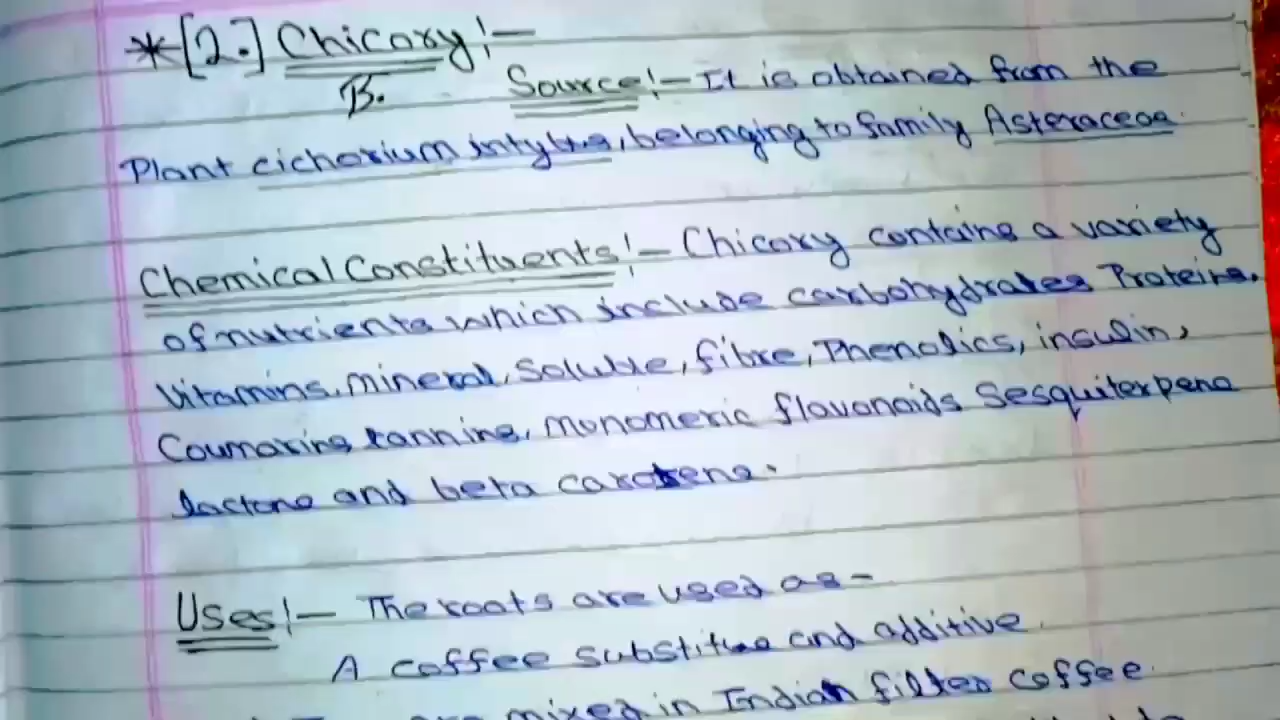 *[2.] Chicory!-
B.
Source!- It is obtained from the
Plant cichorium intybus, belonging to family Asteraceae
Chemical Constituents!- Chicory contains a variety
of nutrients which include carbohydrates Proteins.
Vitamins, mineral, Soluble, fibre, Phenolics, insulin,
Coumarins tannins, monomeric flavonoids Sesquiterpene
lactone and beta carotene.
Uses!- The roots are used as-
A coffee substitue and additive.
mixed in Indian filter coffee.